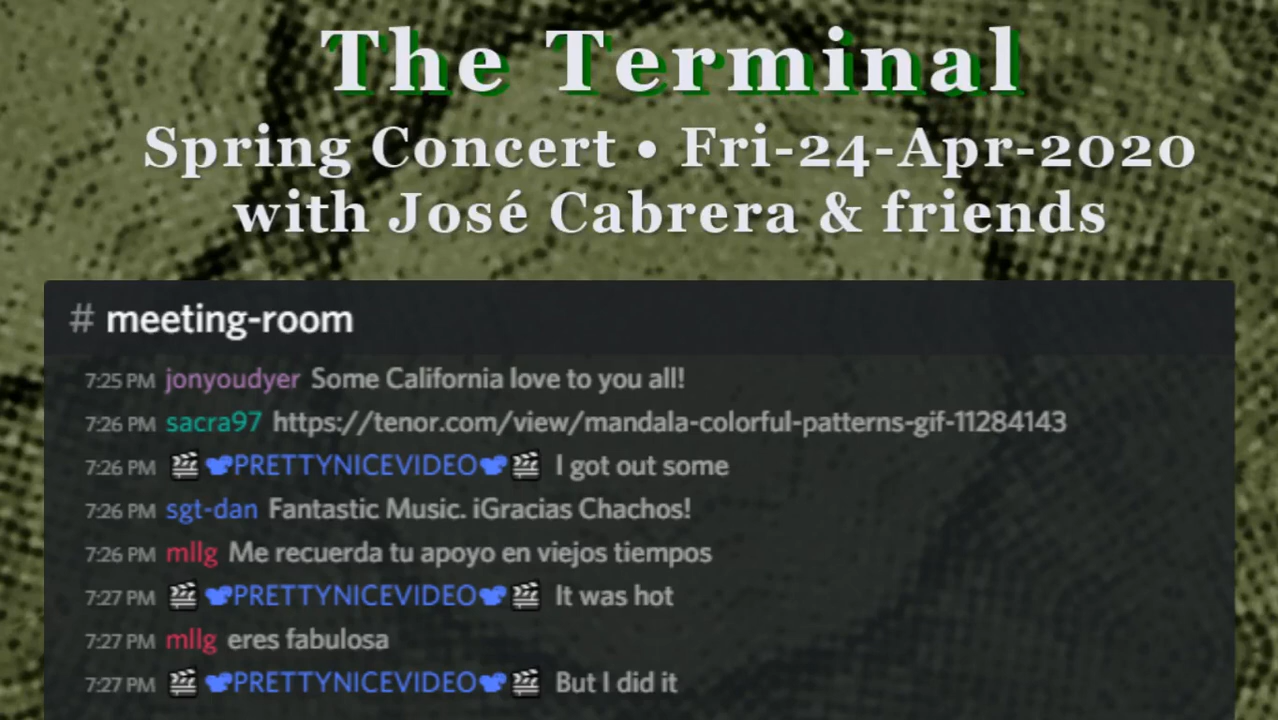 The Terminal
Spring Concert • Fri-24-Apr-2020
with José Cabrera & friends
# meeting-room
7:25 PM jonyoudyer Some California love to you all!
7:26 PM sacra97 https://tenor.com/view/mandala-colorful-patterns-gif-11284143
7:26 PM PRETTYNICEVIDEO I got out some
7:26 PM sgt-dan Fantastic Music. ¡Gracias Chachos!
7:26 PM mllg Me recuerda tu apoyo en viejos tiempos
7:27 PM PRETTYNICEVIDEO It was hot
7:27 PM mllg eres fabulosa
7:27 PM PRETTYNICEVIDEO But I did it